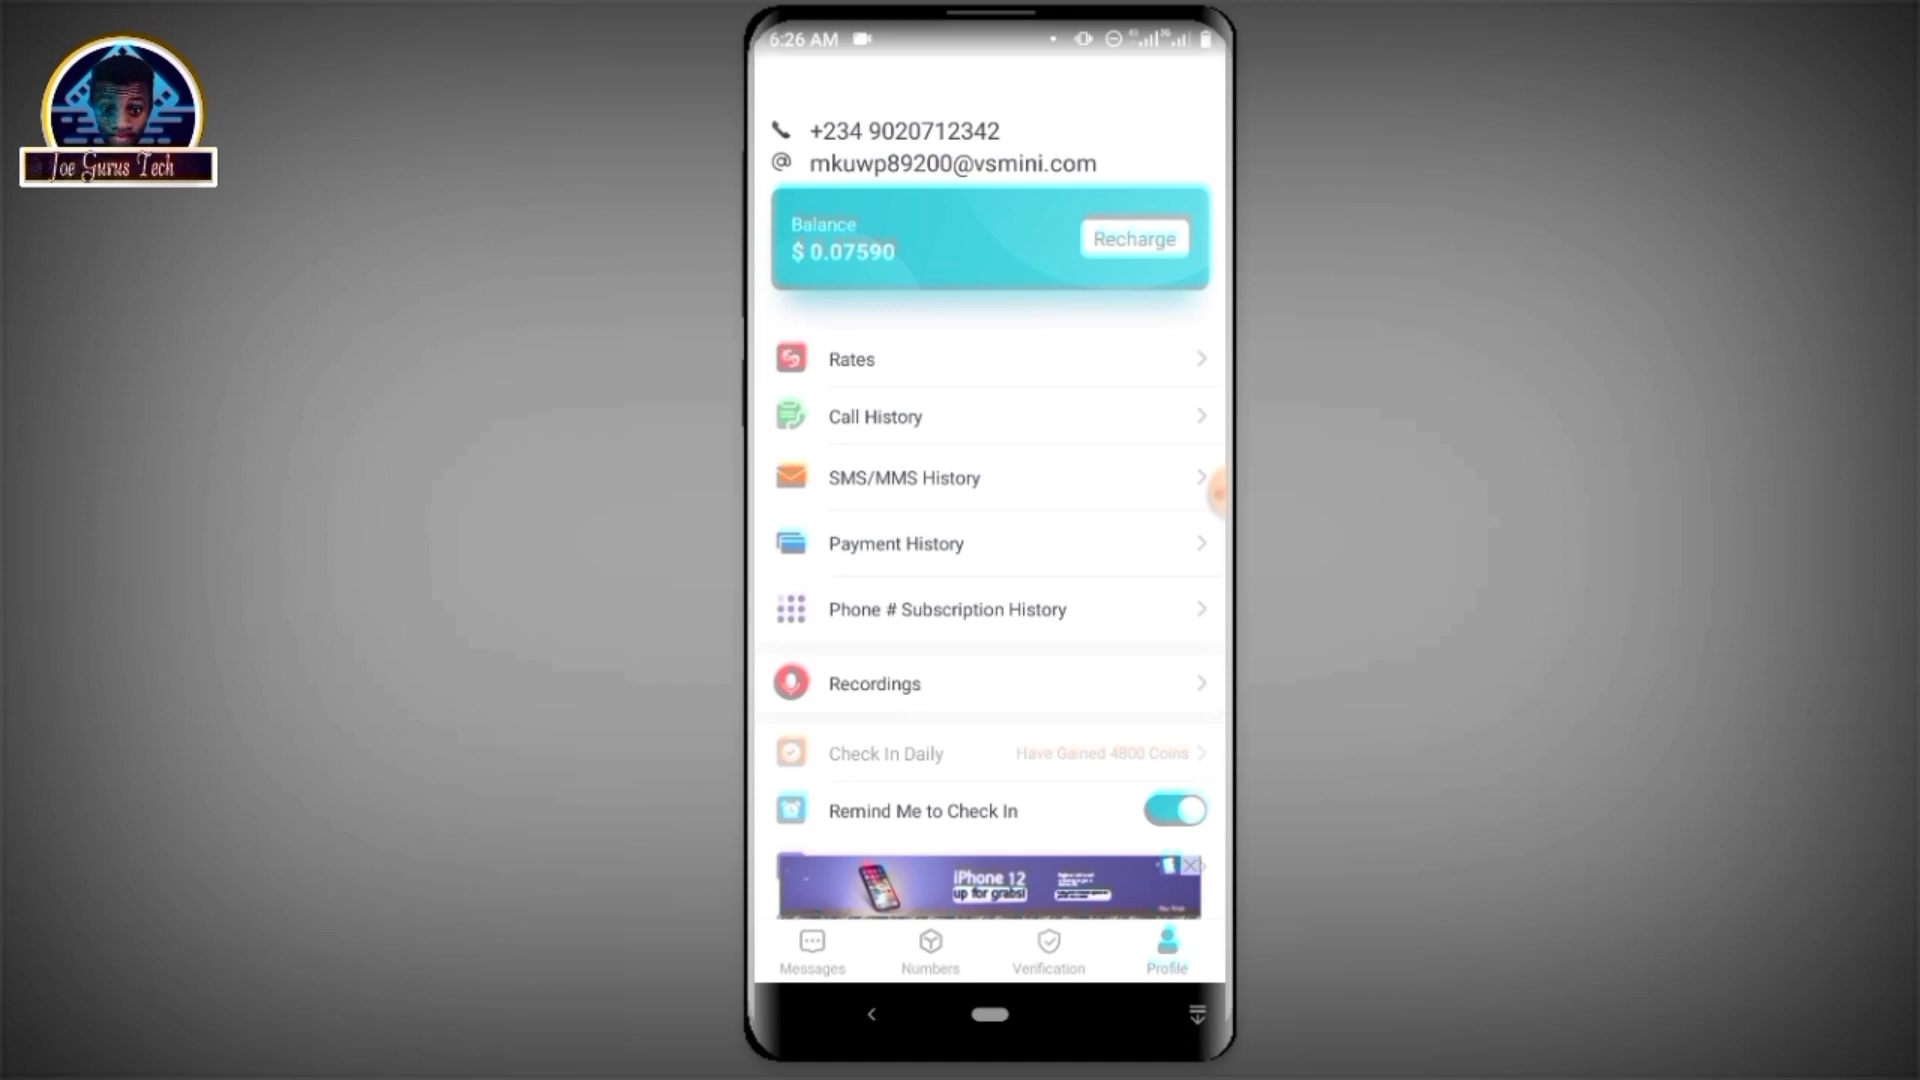 Joe Gurus Tech
6:26 AM
+234 9020712342
@ mkuwp89200@vsmini.com
Balance
$ 0.07590
Recharge
Rates
Call History
SMS/MMS History
Payment History
Phone # Subscription History
Recordings
Check In Daily Have Gained 4800 Coins
Remind Me to Check In
iPhone 12
up for grabs!
Messages Numbers Verification Profile